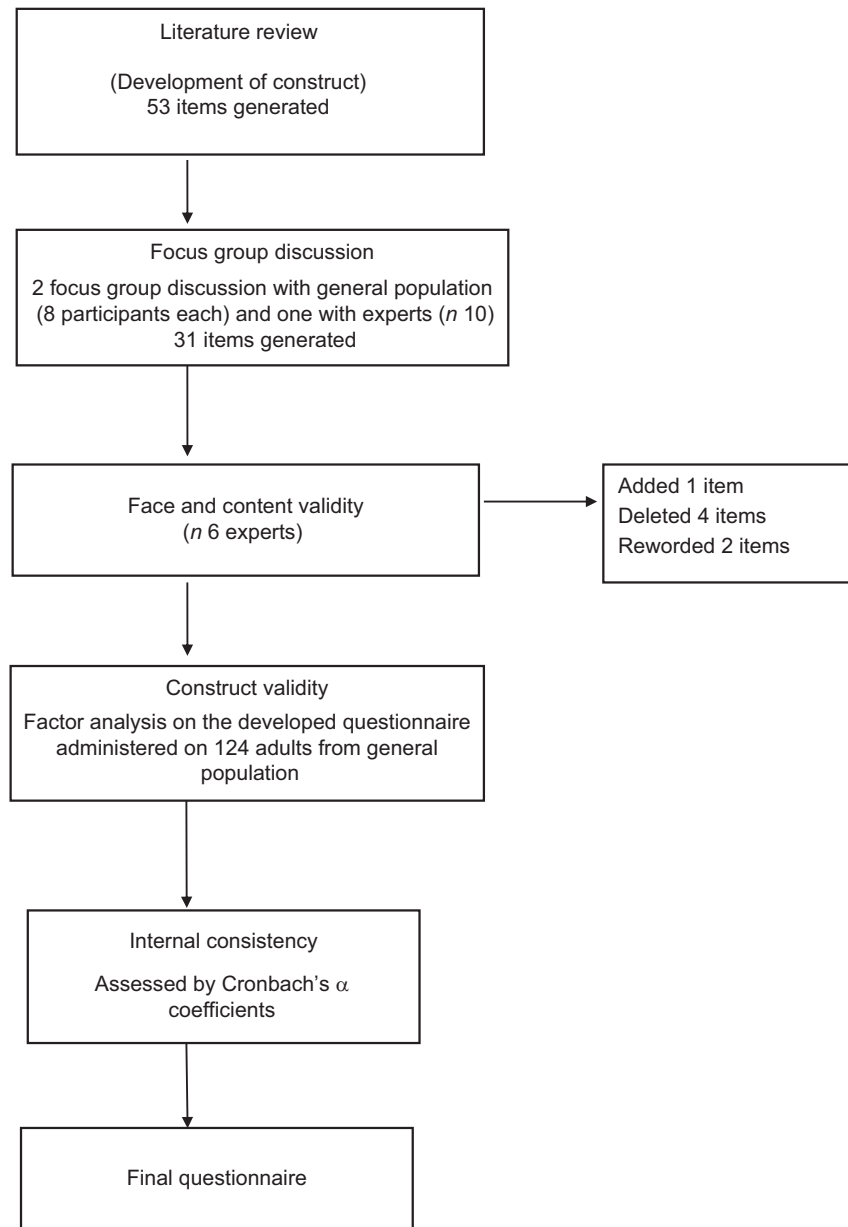 Literature review
(Development of construct)
53 items generated
Focus group discussion
2 focus group discussion with general population
(8 participants each) and one with experts (n 10)
31 items generated
Face and content validity
(n 6 experts)
Added 1 item
Deleted 4 items
Reworded 2 items
Construct validity
Factor analysis on the developed questionnaire
administered on 124 adults from general
population
Internal consistency
Assessed by Cronbach's α
coefficients
Final questionnaire